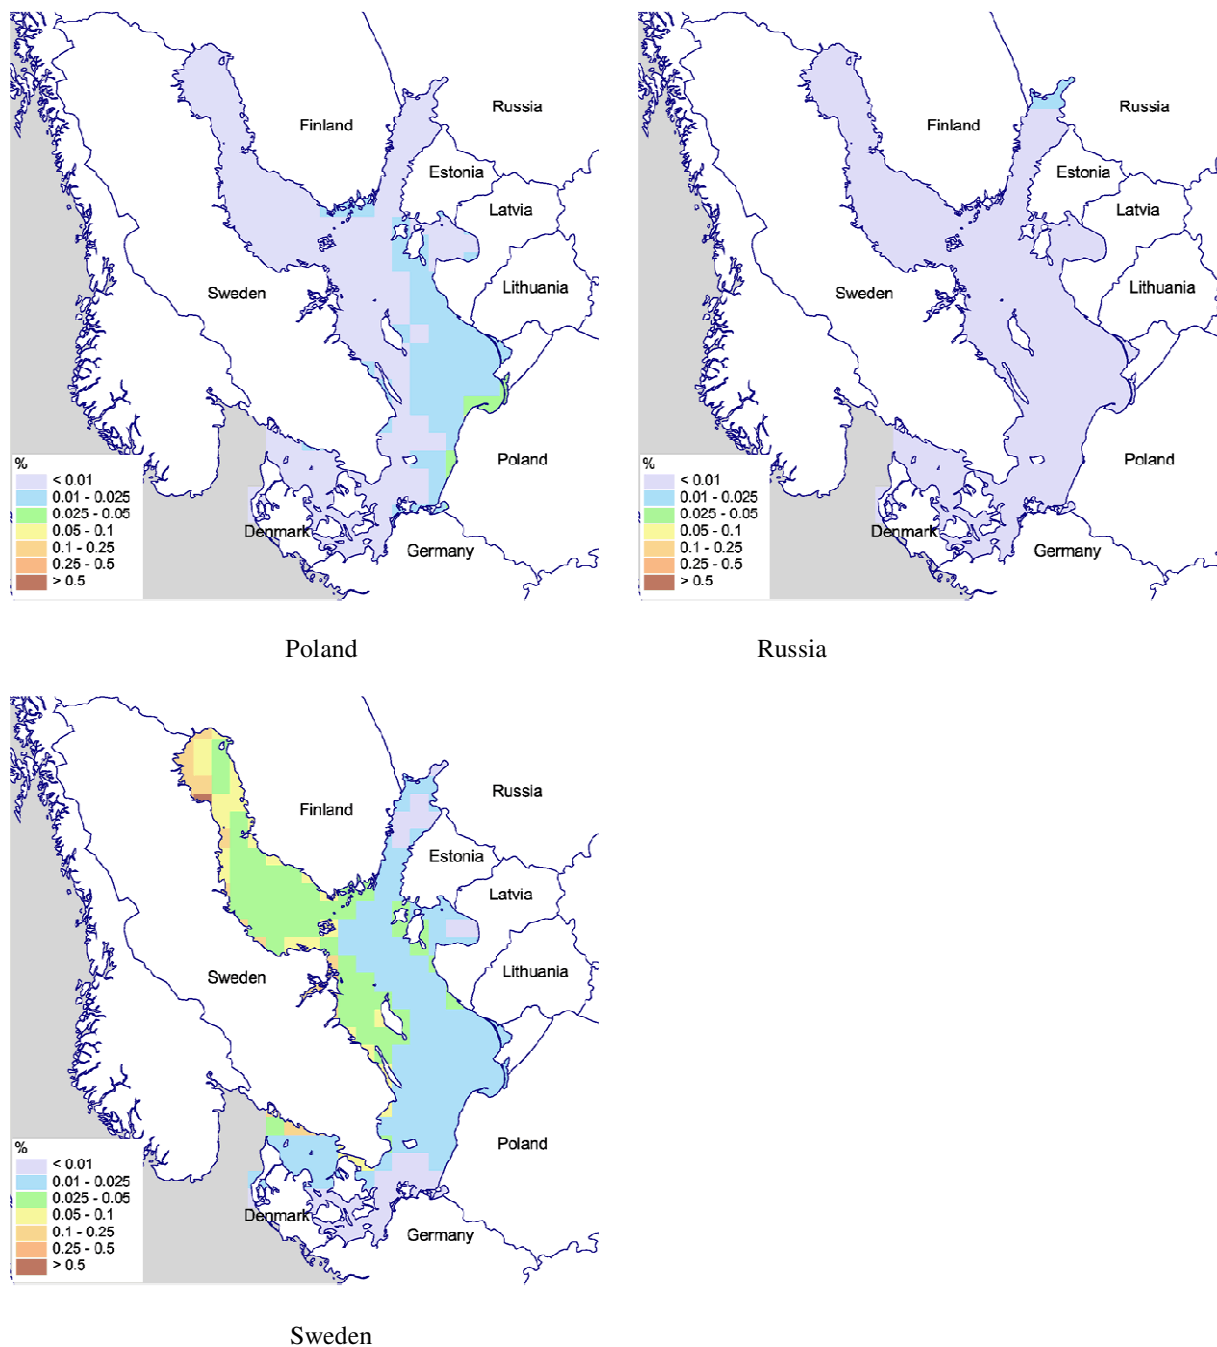 Russia
Finland
Estonia
Latvia
Lithuania
Sweden
Poland
Denmark
Germany
%
< 0.01
0.01 - 0.025
0.025 - 0.05
0.05 - 0.1
0.1 - 0.25
0.25 - 0.5
> 0.5
Poland
Russia
Finland
Estonia
Latvia
Lithuania
Sweden
Poland
Denmark
Germany
%
< 0.01
0.01 - 0.025
0.025 - 0.05
0.05 - 0.1
0.1 - 0.25
0.25 - 0.5
> 0.5
Russia
Russia
Finland
Estonia
Latvia
Lithuania
Sweden
Poland
Denmark
Germany
%
< 0.01
0.01 - 0.025
0.025 - 0.05
0.05 - 0.1
0.1 - 0.25
0.25 - 0.5
> 0.5
Sweden